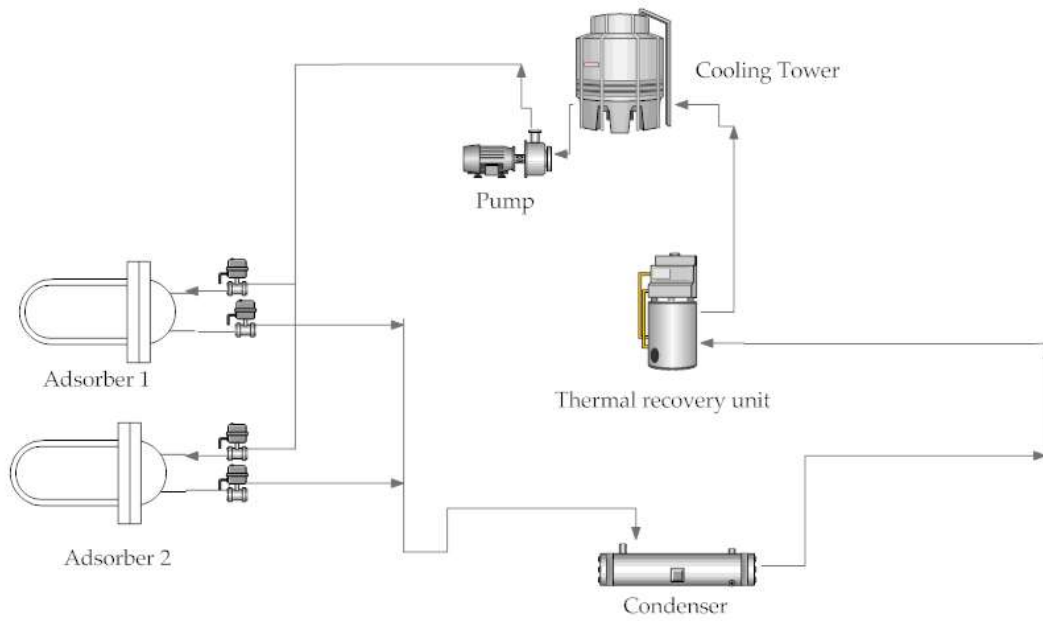 Cooling Tower
Pump
Adsorber 1
Thermal recovery unit
Adsorber 2
Condenser